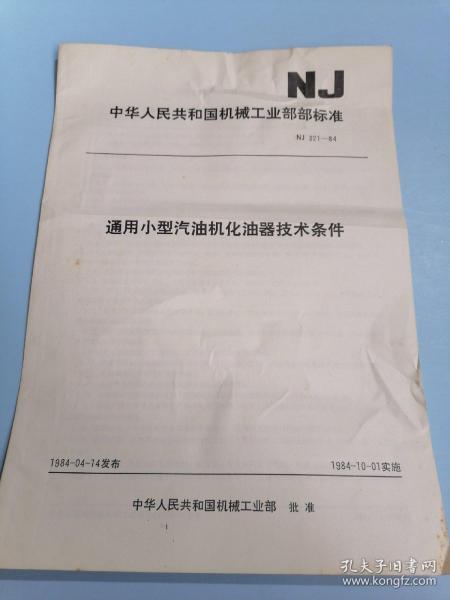 NJ
中华人民共和国机械工业部部标准
NJ 321—84
通用小型汽油机化油器技术条件
1984-04-14发布
1984-10-01实施
中华人民共和国机械工业部 批准
孔夫子旧书网
www.kongfz.com